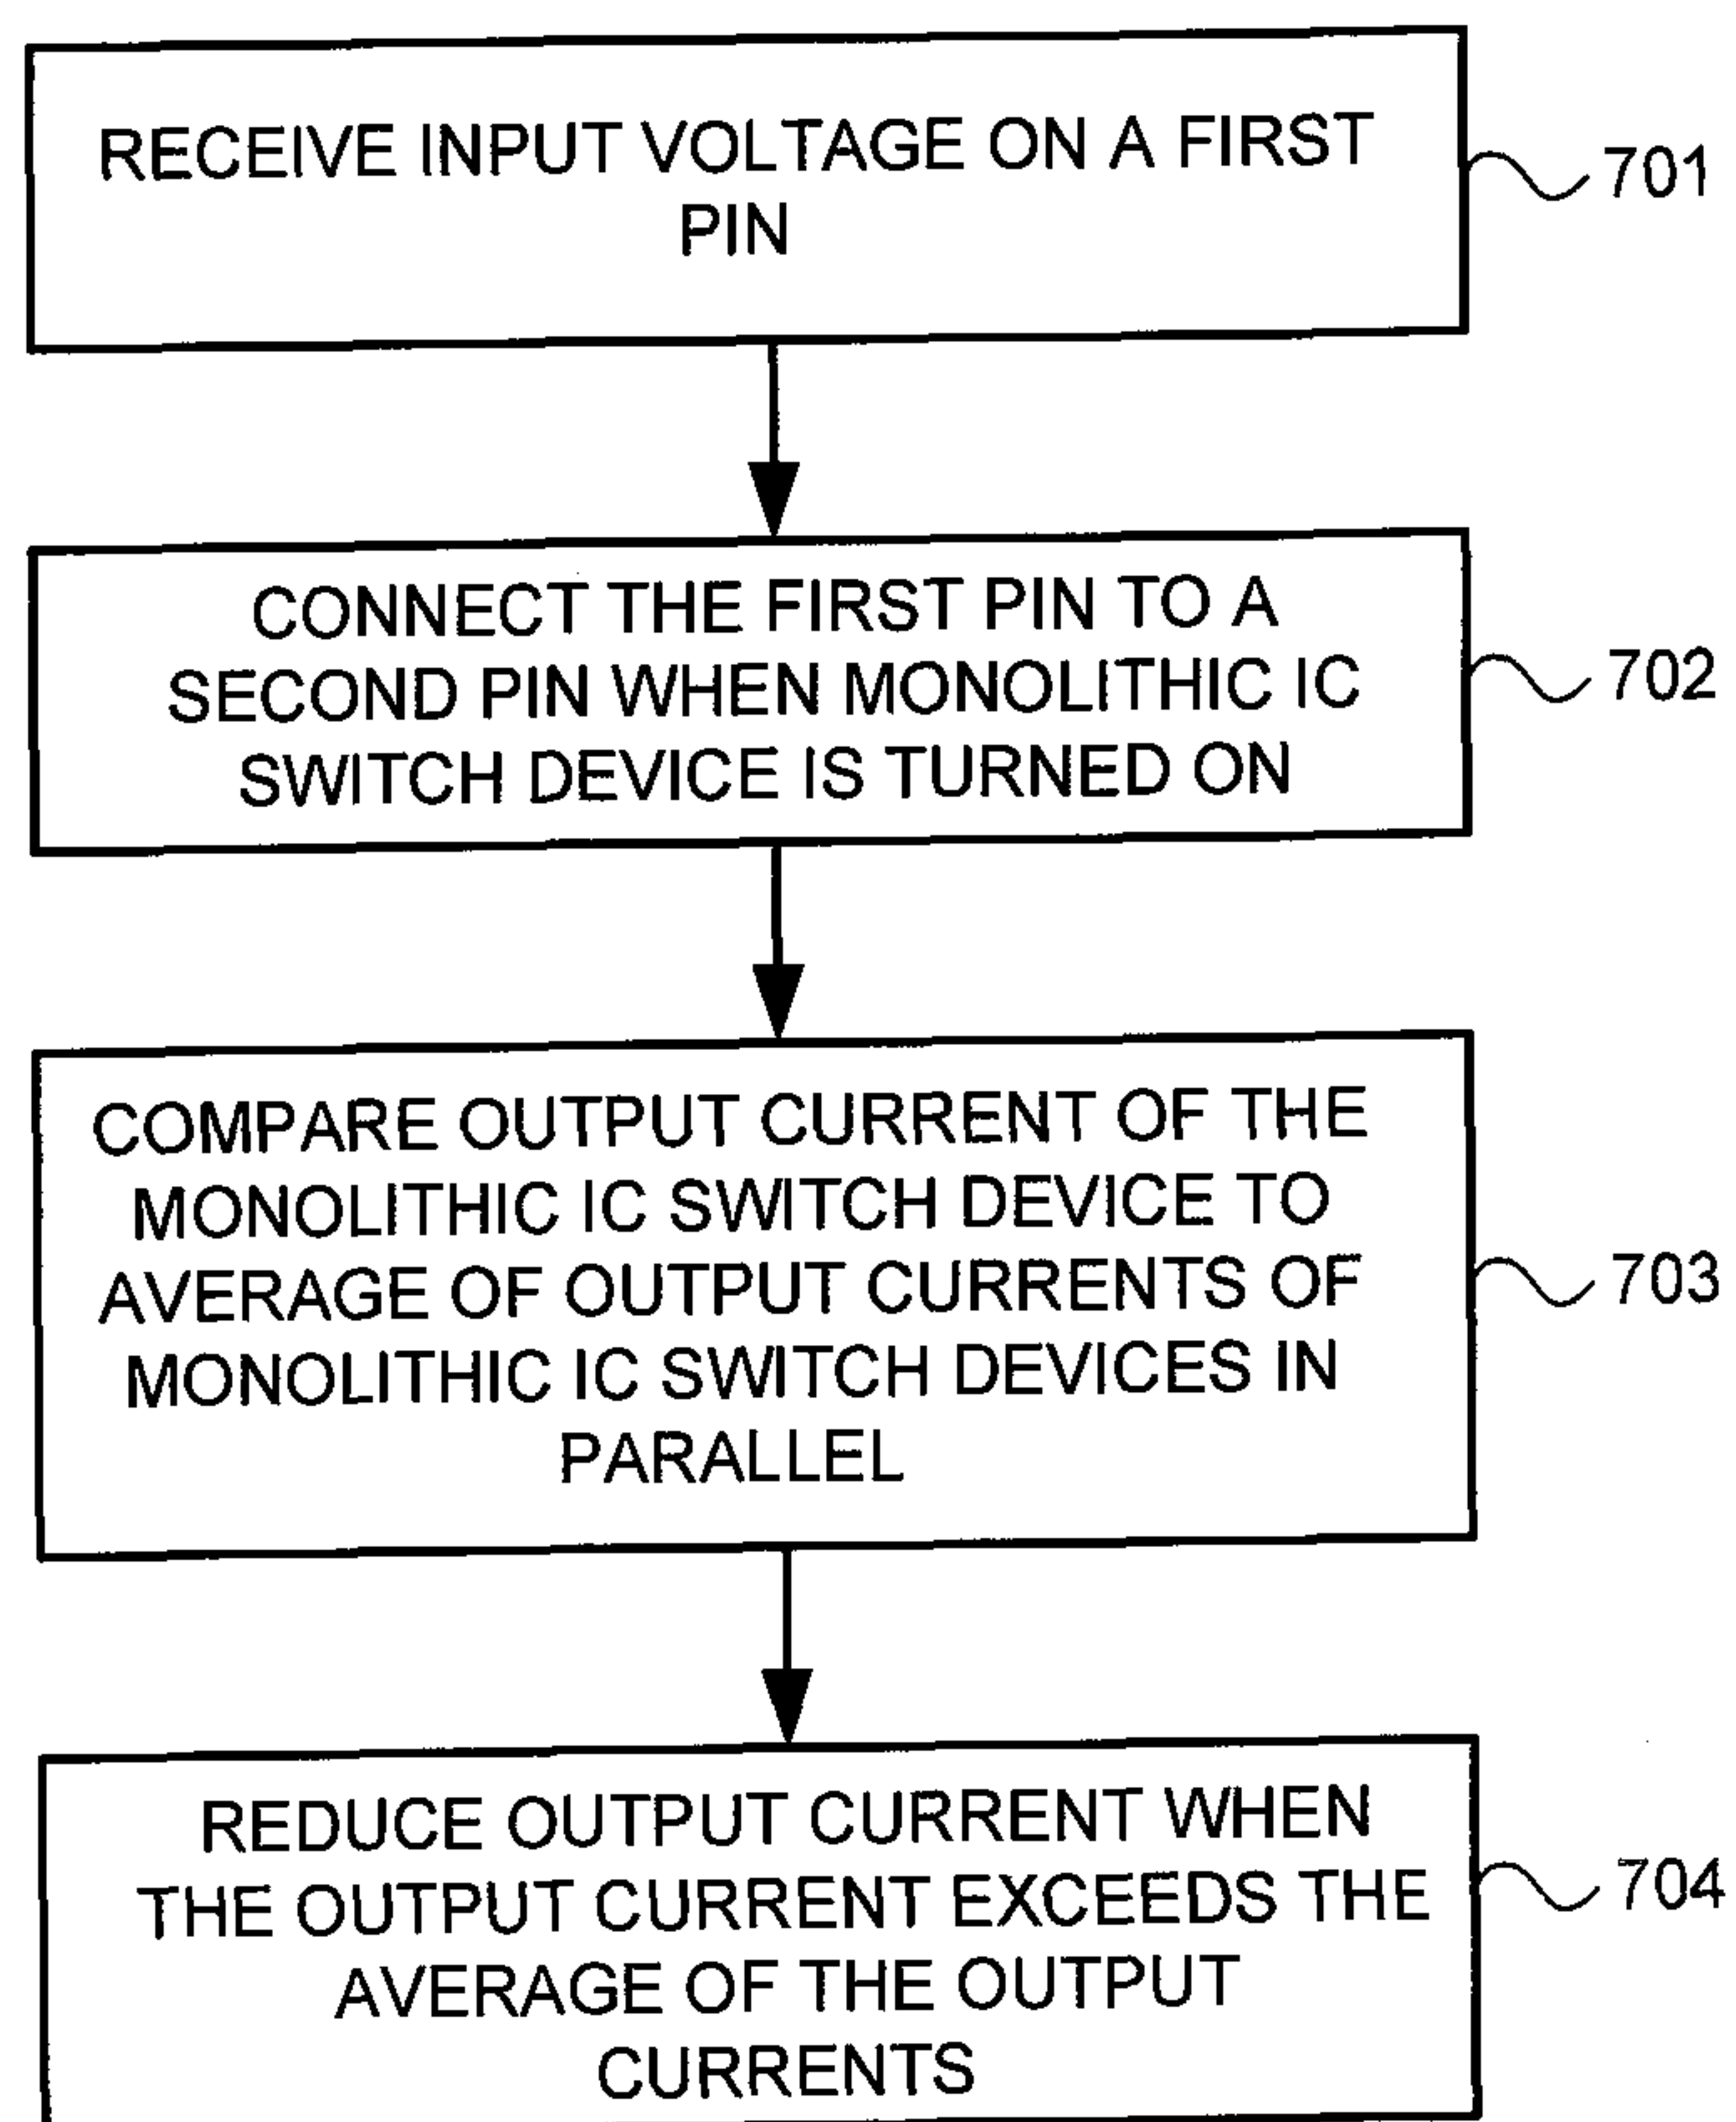 RECEIVE INPUT VOLTAGE ON A FIRST
PIN
701
CONNECT THE FIRST PIN TO A
SECOND PIN WHEN MONOLITHIC IC
SWITCH DEVICE IS TURNED ON
702
COMPARE OUTPUT CURRENT OF THE
MONOLITHIC IC SWITCH DEVICE TO
AVERAGE OF OUTPUT CURRENTS OF
MONOLITHIC IC SWITCH DEVICES IN
PARALLEL
703
REDUCE OUTPUT CURRENT WHEN
THE OUTPUT CURRENT EXCEEDS THE
AVERAGE OF THE OUTPUT
CURRENTS
704